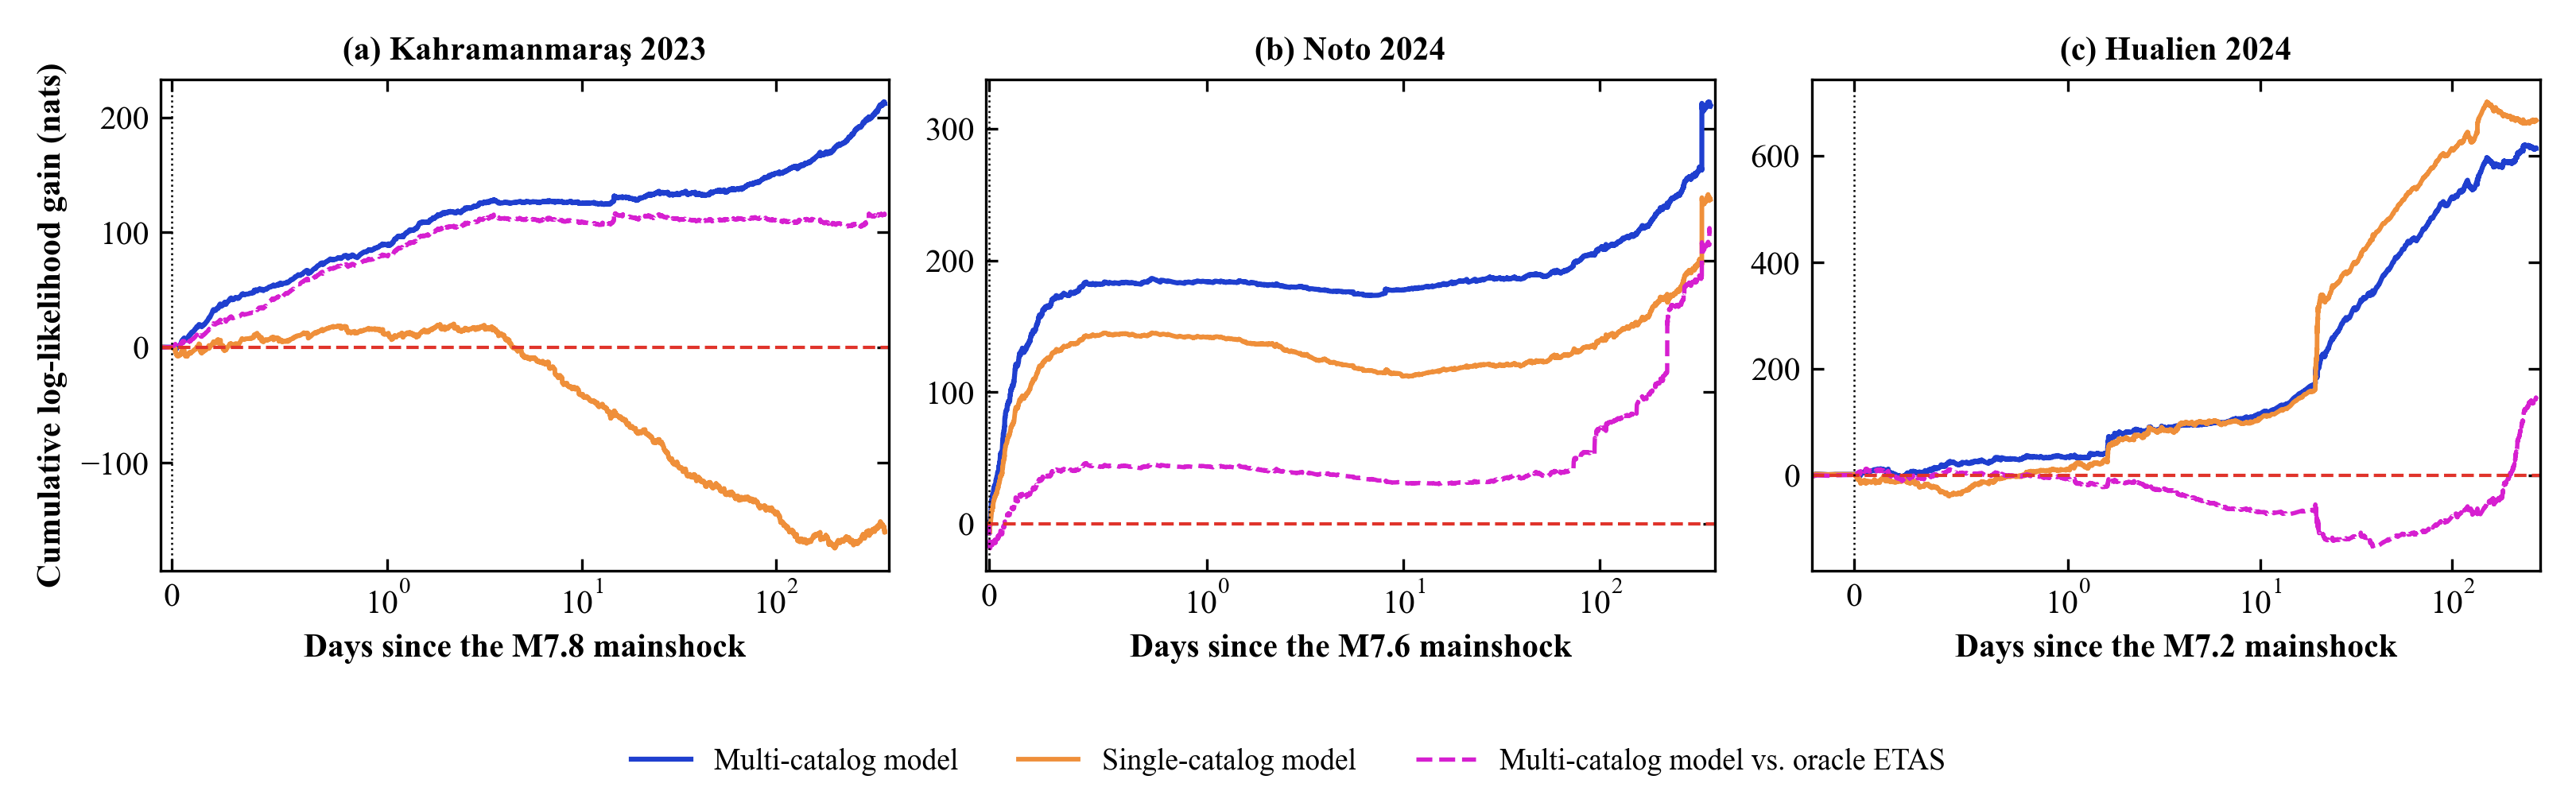 (a) Kahramanmaraş 2023
(b) Noto 2024
(c) Hualien 2024
Cumulative log-likelihood gain (nats)
200
100
0
−100
0
10^0
10^1
10^2
Days since the M7.8 mainshock
300
200
100
0
0
10^0
10^1
10^2
Days since the M7.6 mainshock
600
400
200
0
0
10^0
10^1
10^2
Days since the M7.2 mainshock
Multi-catalog model
Single-catalog model
Multi-catalog model vs. oracle ETAS